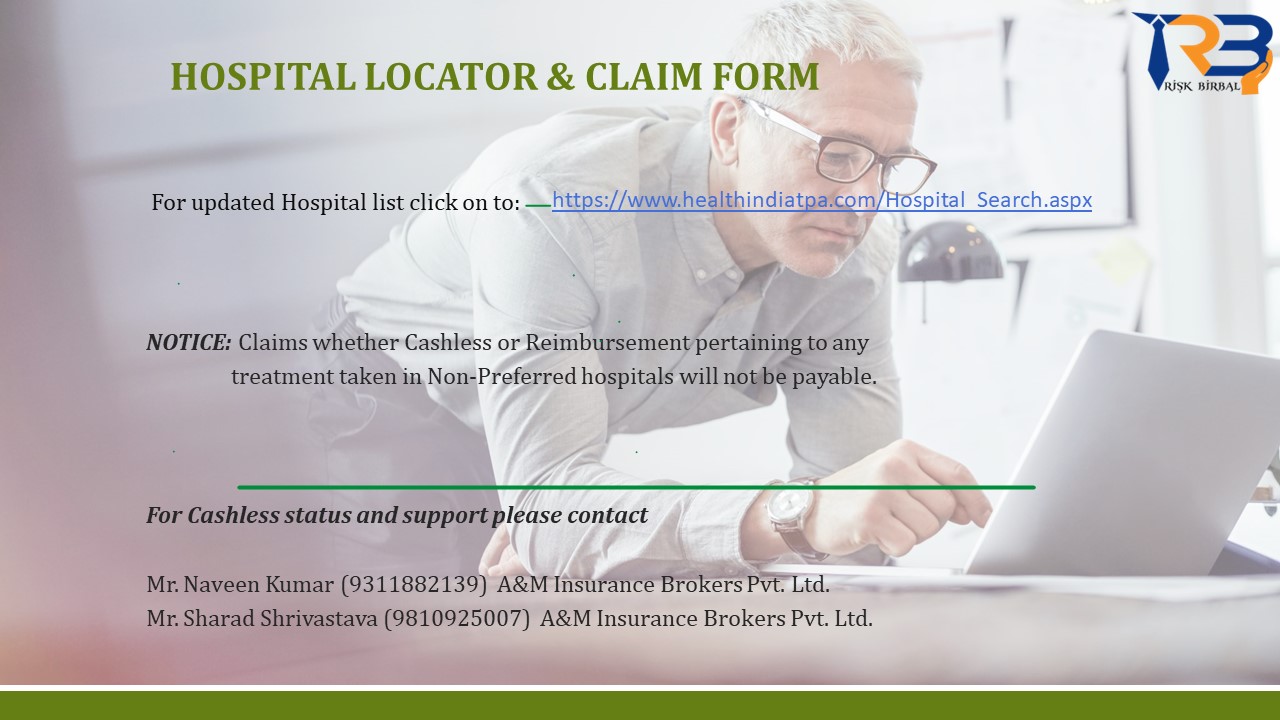 HOSPITAL LOCATOR & CLAIM FORM
RB
RISK BIRBAL
For updated Hospital list click on to: https://www.healthindiatpa.com/Hospital_Search.aspx
NOTICE: Claims whether Cashless or Reimbursement pertaining to any
treatment taken in Non-Preferred hospitals will not be payable.
For Cashless status and support please contact
Mr. Naveen Kumar (9311882139) A&M Insurance Brokers Pvt. Ltd.
Mr. Sharad Shrivastava (9810925007) A&M Insurance Brokers Pvt. Ltd.